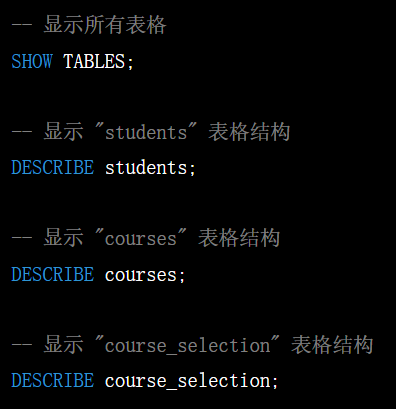 -- 显示所有表格
SHOW TABLES;
-- 显示 "students" 表格结构
DESCRIBE students;
-- 显示 "courses" 表格结构
DESCRIBE courses;
-- 显示 "course_selection" 表格结构
DESCRIBE course_selection;